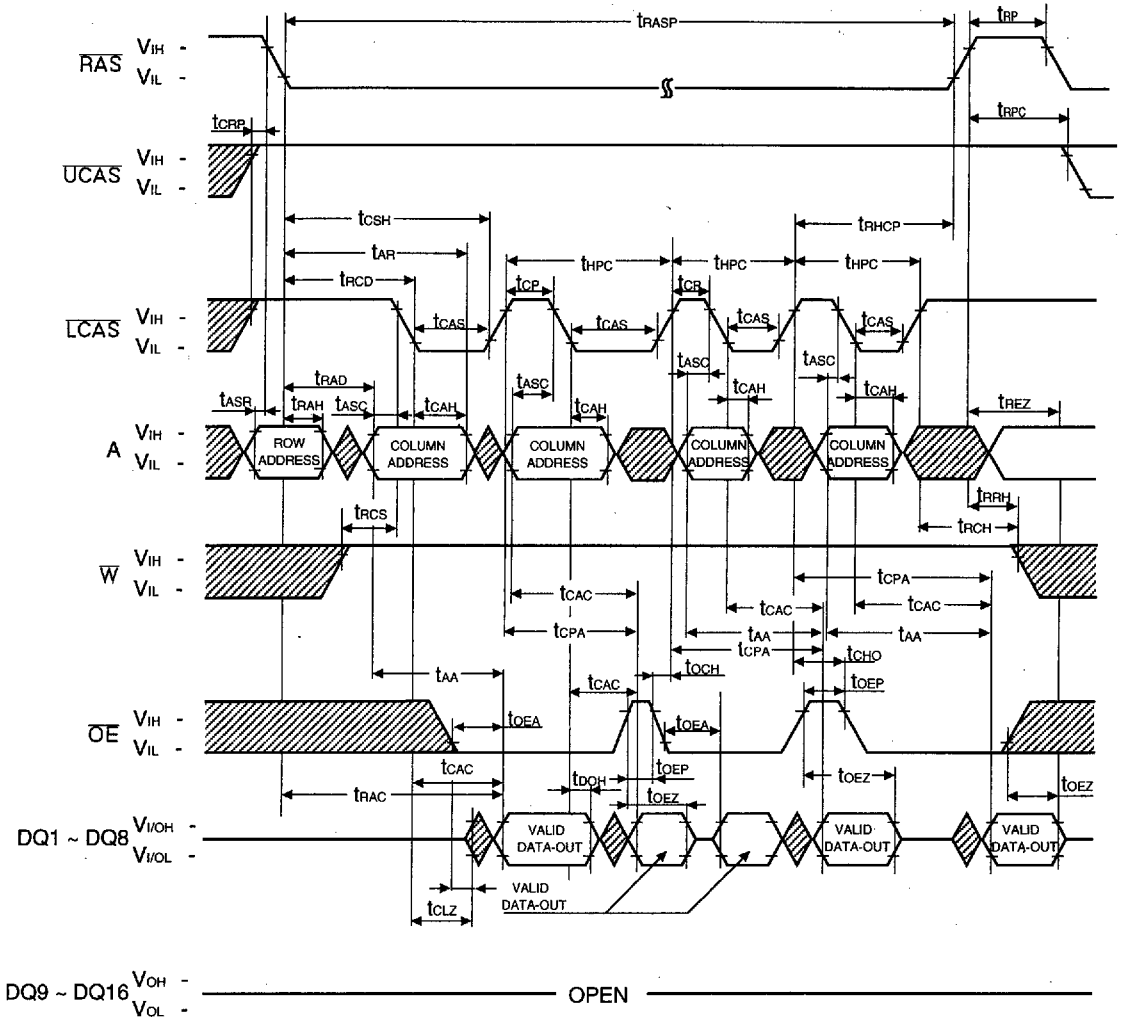 tRASP
tRP
RAS
VIH -
VIL -
tCRP
tRPC
UCAS
VIH -
VIL -
tCSH
tRHCP
tAR
tHPC
tHPC
tHPC
tRCD
tCP
tCP
LCAS
VIH -
VIL -
tCAS
tCAS
tCAS
tCAS
tRAD
tASC
tASC
tASC
tASR
tRAH
tASC
tCAH
tCAH
tCAH
tCAH
tREZ
A
VIH -
VIL -
ROW
ADDRESS
COLUMN
ADDRESS
COLUMN
ADDRESS
COLUMN
ADDRESS
COLUMN
ADDRESS
tRRH
tRCS
tRCH
W
VIH -
VIL -
tCPA
tCAC
tCAC
tCAC
tCPA
tAA
tAA
tCPA
tCHO
tAA
tOCH
tCAC
tOEP
OE
VIH -
VIL -
tOEA
tOEA
tCAC
tDOH
tOEP
tOEZ
tRAC
tOEZ
tOEZ
DQ1 ~ DQ8
VI/OH -
VI/OL -
VALID
DATA-OUT
VALID
DATA-OUT
VALID
DATA-OUT
VALID
DATA-OUT
tCLZ
DQ9 ~ DQ16
VOH -
VOL -
OPEN